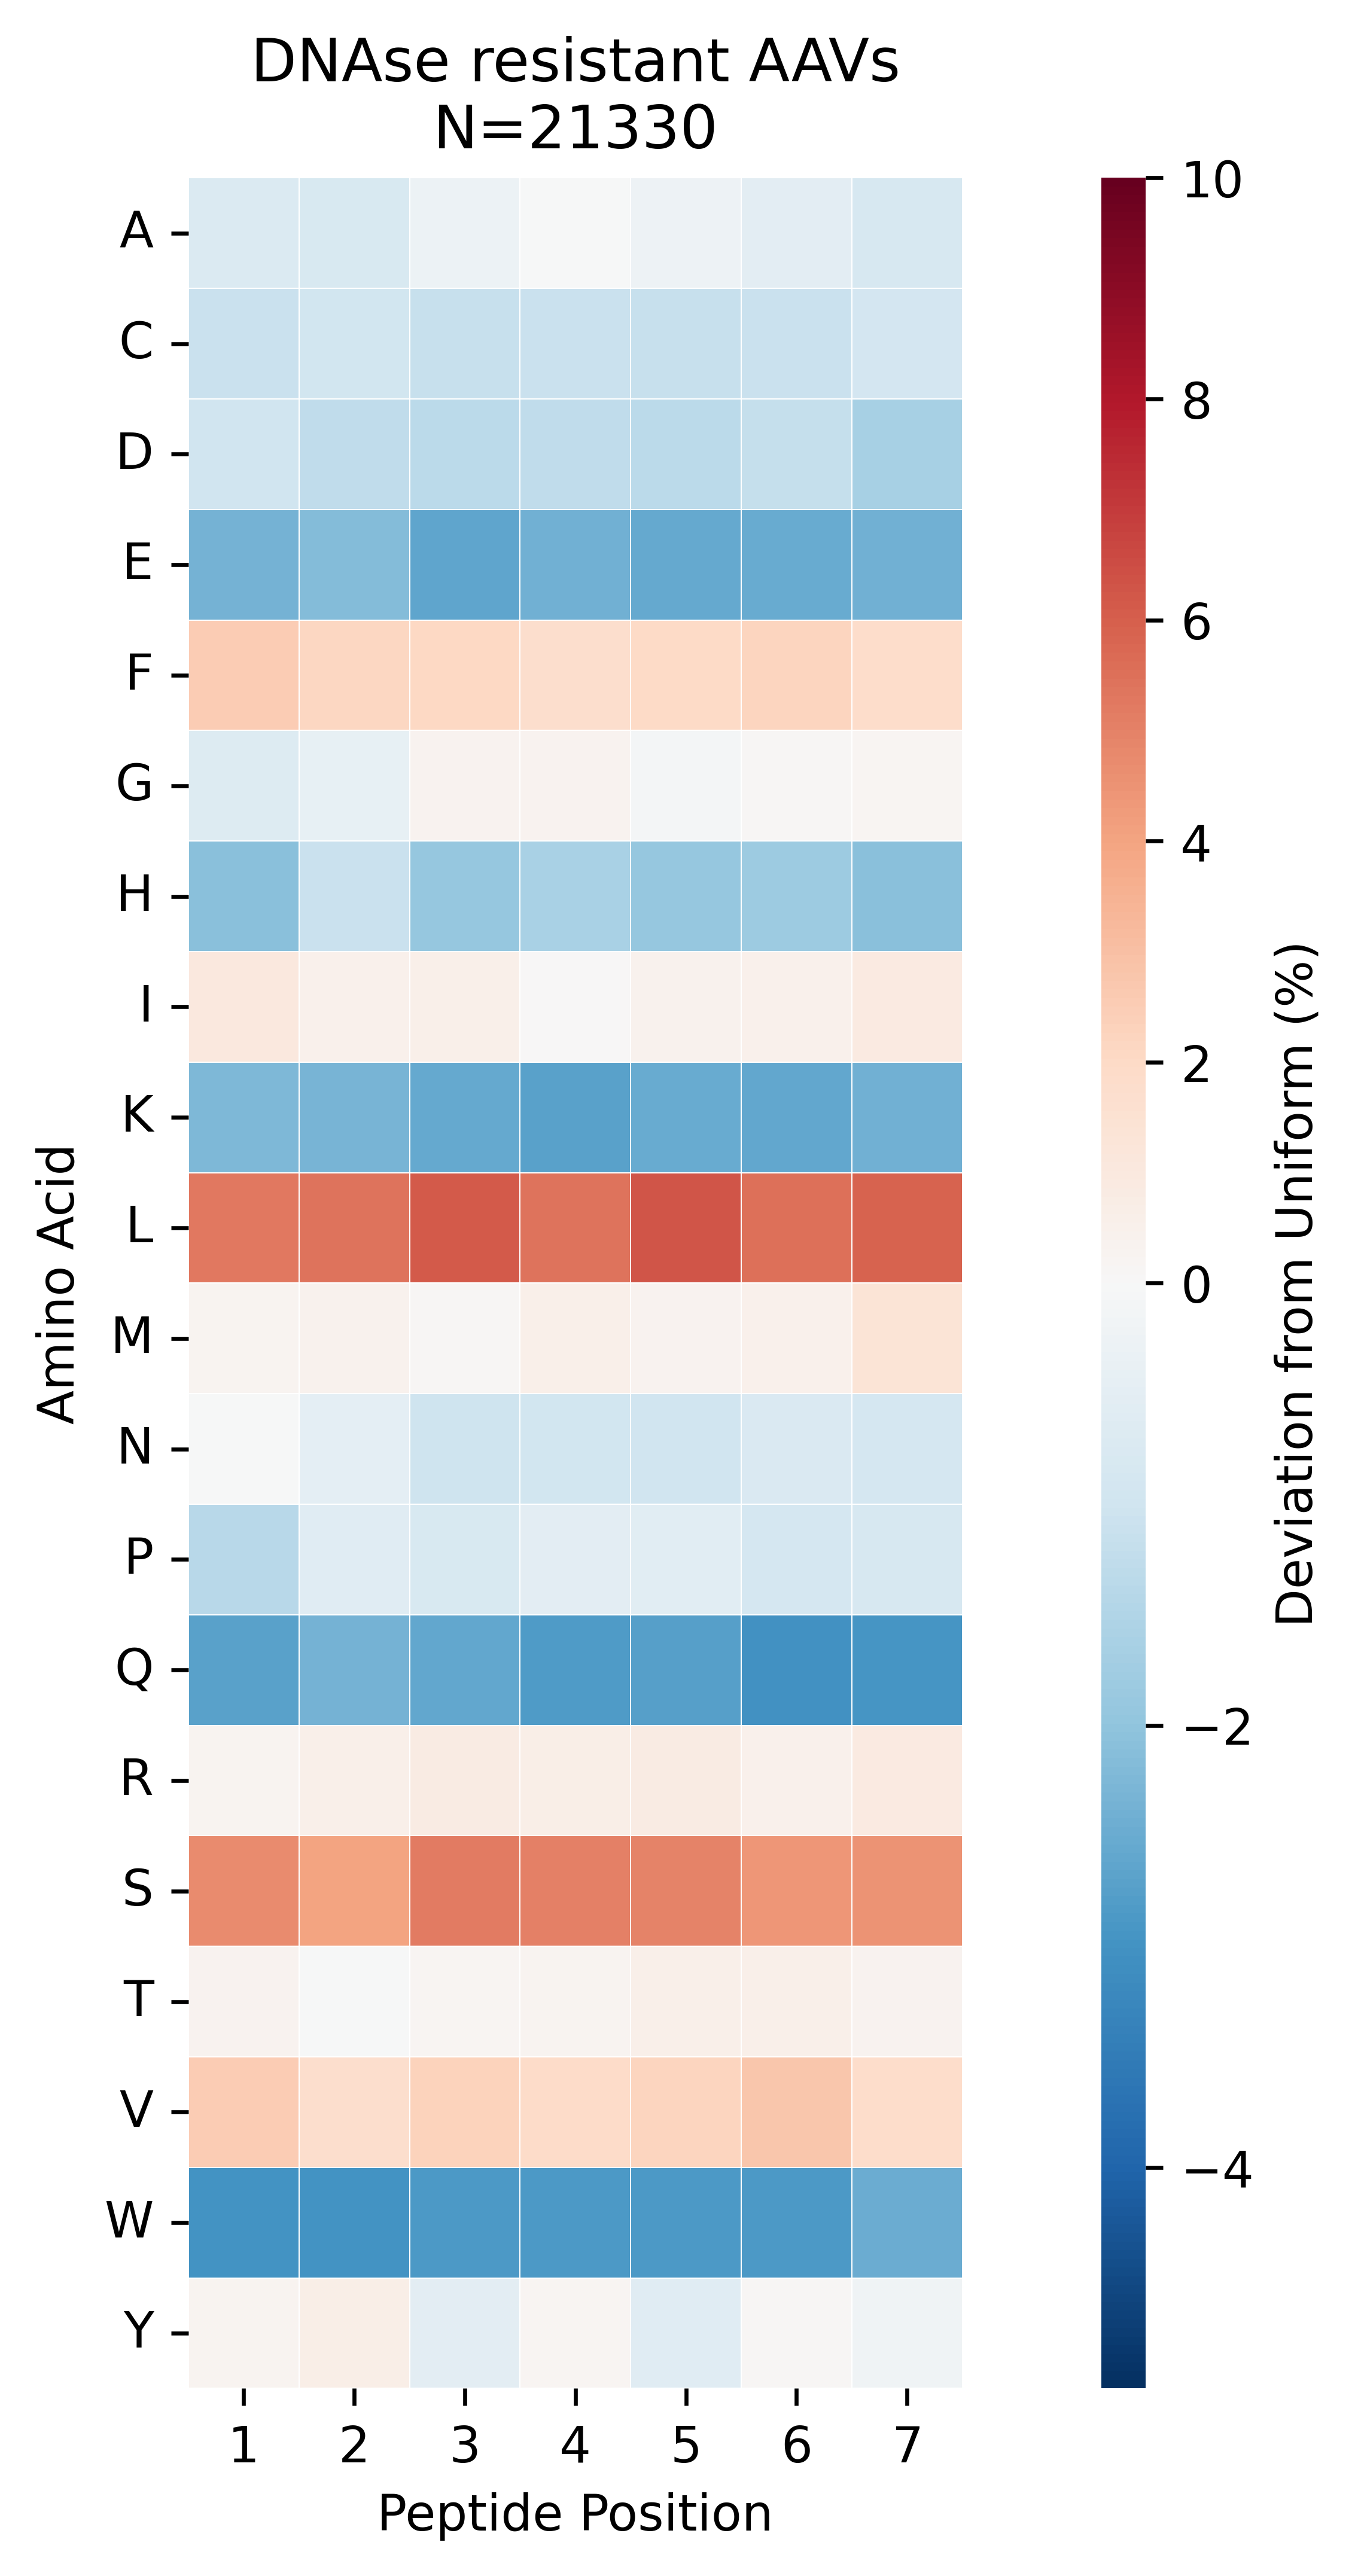 DNAse resistant AAVs
N=21330
A
C
D
E
F
G
H
I
K
L
M
N
P
Q
R
S
T
V
W
Y
Amino Acid
1 2 3 4 5 6 7
Peptide Position
10
8
6
4
2
0
−2
−4
Deviation from Uniform (%)